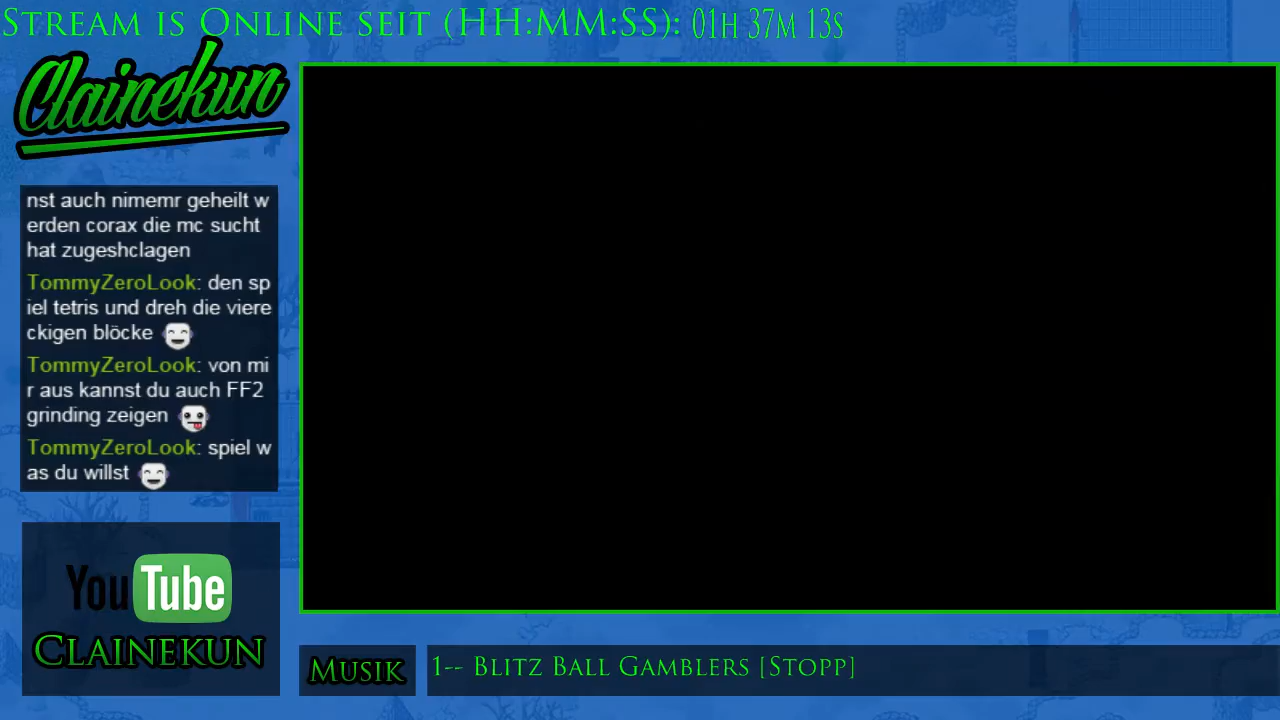 Stream is Online seit (HH:MM:SS): 01h 37m 13s
Clainekun
nst auch nimemr geheilt w
erden corax die mc sucht
hat zugeshclagen
TommyZeroLook: den sp
iel tetris und dreh die viere
ckigen blöcke
TommyZeroLook: von mi
r aus kannst du auch FF2
grinding zeigen
TommyZeroLook: spiel w
as du willst
YouTube
Clainekun
Musik
1-- Blitz Ball Gamblers [Stopp]